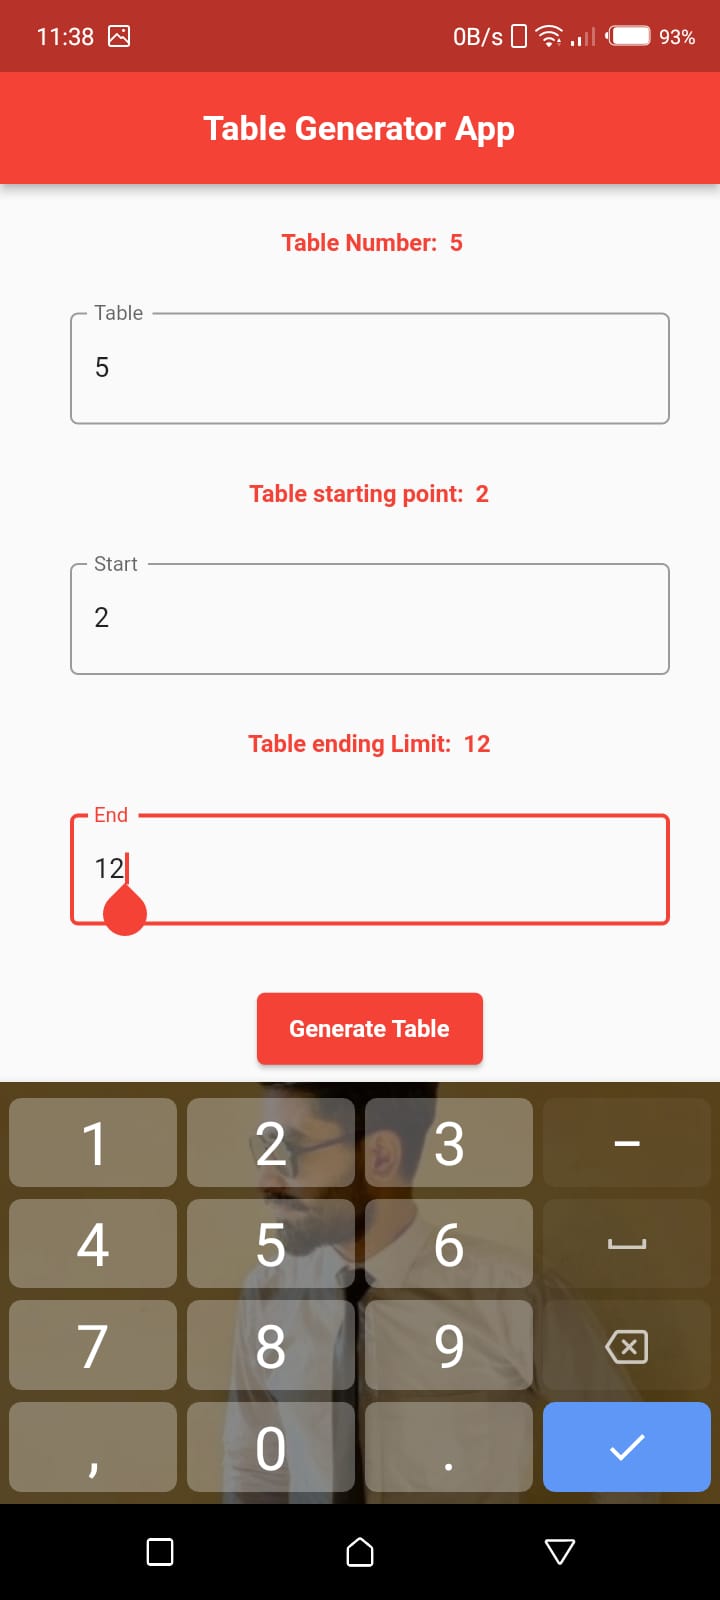 11:38 0B/s 93%
Table Generator App
Table Number: 5
Table
5
Table starting point: 2
Start
2
Table ending Limit: 12
End
12
Generate Table
1 2 3 –
4 5 6
7 8 9
, 0 .